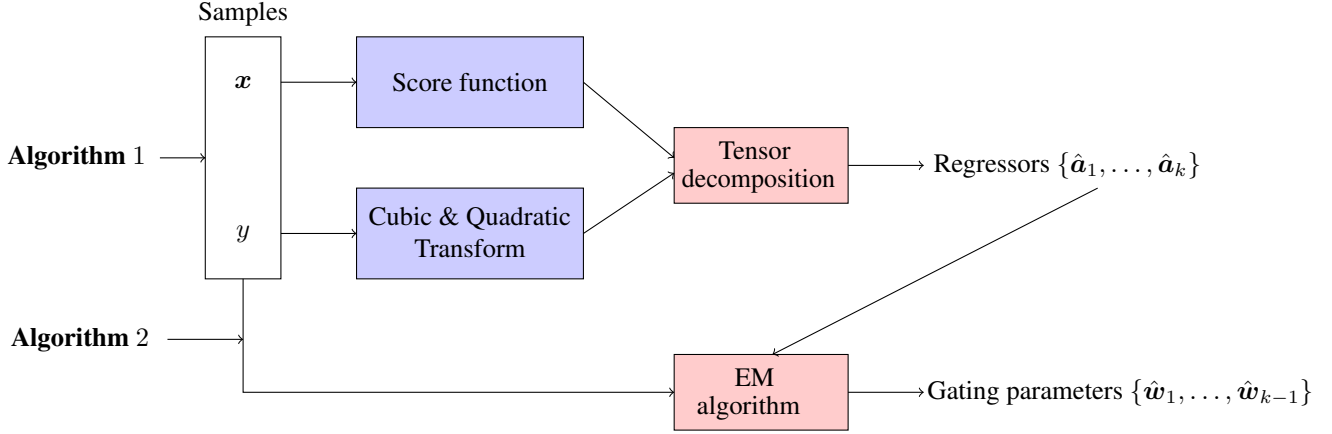 Samples
x
Score function
Algorithm 1
Tensor
decomposition
Regressors {â₁, . . . , âₖ}
y
Cubic & Quadratic
Transform
Algorithm 2
EM
algorithm
Gating parameters {ŵ₁, . . . , ŵₖ₋₁}